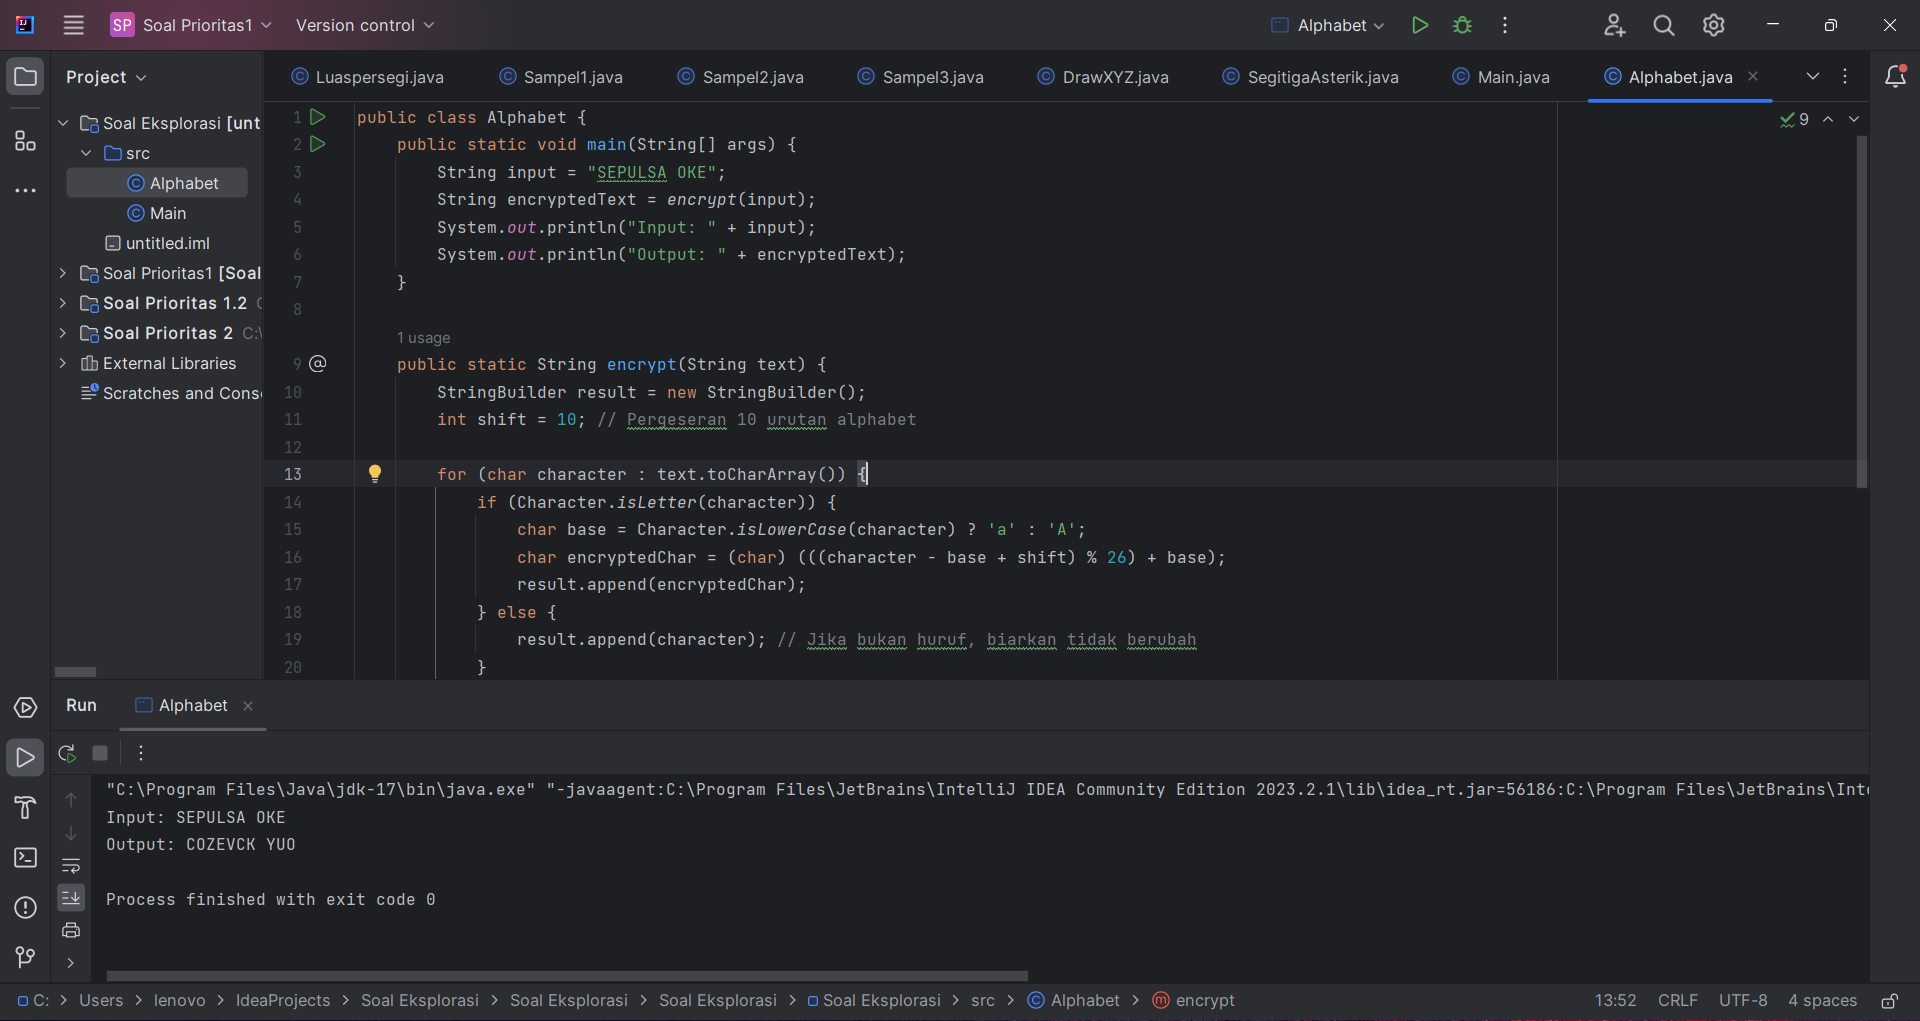 SP Soal Prioritas1 Version control Alphabet
Project
Luaspersegi.java Sampel1.java Sampel2.java Sampel3.java DrawXYZ.java SegitigaAsterik.java Main.java Alphabet.java
Soal Eksplorasi [unt
src
Alphabet
Main
untitled.iml
Soal Prioritas1 [Soal
Soal Prioritas 1.2
Soal Prioritas 2 C:\
External Libraries
Scratches and Cons
9
1 public class Alphabet {
2 public static void main(String[] args) {
3 String input = "SEPULSA OKE";
4 String encryptedText = encrypt(input);
5 System.out.println("Input: " + input);
6 System.out.println("Output: " + encryptedText);
7 }
8
1 usage
9 @ public static String encrypt(String text) {
10 StringBuilder result = new StringBuilder();
11 int shift = 10; // Pergeseran 10 urutan alphabet
12
13 for (char character : text.toCharArray()) {
14 if (Character.isLetter(character)) {
15 char base = Character.isLowerCase(character) ? 'a' : 'A';
16 char encryptedChar = (char) (((character - base + shift) % 26) + base);
17 result.append(encryptedChar);
18 } else {
19 result.append(character); // Jika bukan huruf, biarkan tidak berubah
20 }
Run Alphabet
"C:\Program Files\Java\jdk-17\bin\java.exe" "-javaagent:C:\Program Files\JetBrains\IntelliJ IDEA Community Edition 2023.2.1\lib\idea_rt.jar=56186:C:\Program Files\JetBrains\Inte
Input: SEPULSA OKE
Output: COZEVCK YUO
Process finished with exit code 0
C: > Users > lenovo > IdeaProjects > Soal Eksplorasi > Soal Eksplorasi > Soal Eksplorasi > Soal Eksplorasi > src > Alphabet > encrypt 13:52 CRLF UTF-8 4 spaces